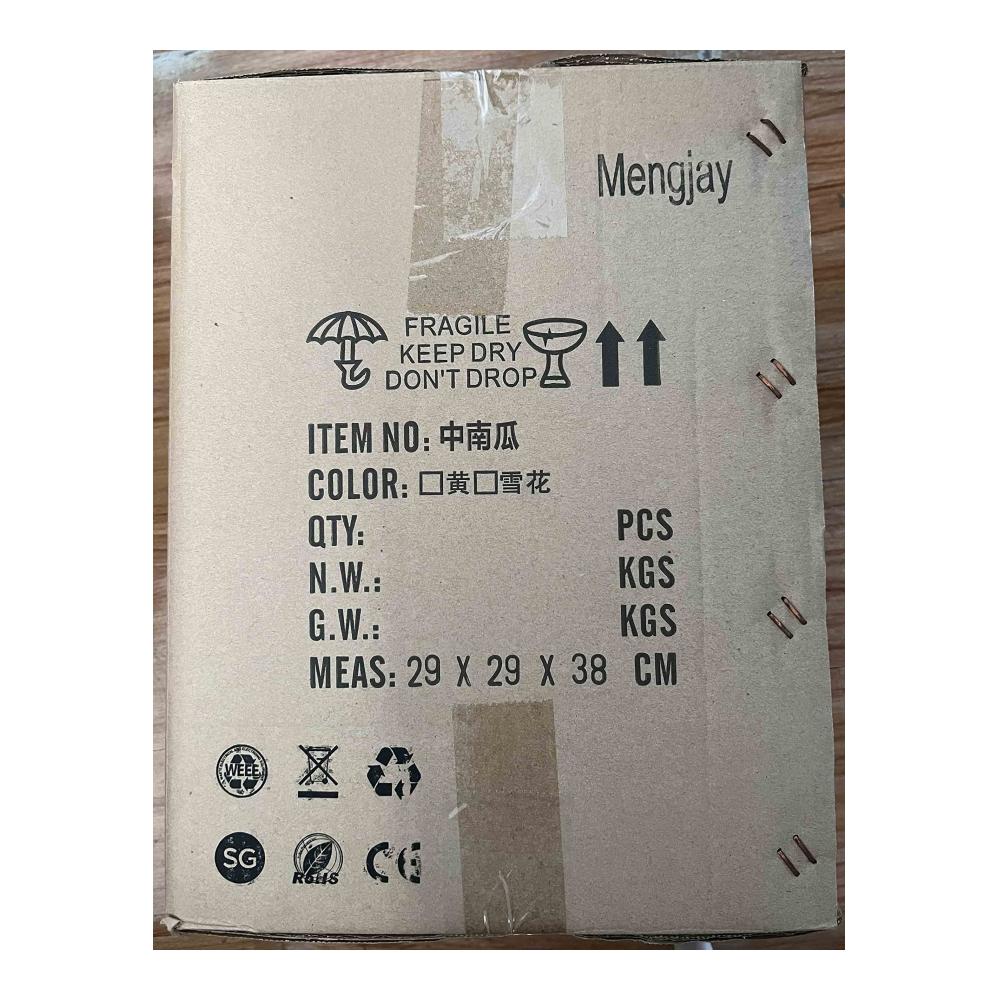 Mengjay
FRAGILE
KEEP DRY
DON'T DROP
ITEM NO: 中南瓜
COLOR: □黄□雪花
QTY: PCS
N.W.: KGS
G.W.: KGS
MEAS: 29 X 29 X 38 CM
WEEE
SG
RoHS
CE